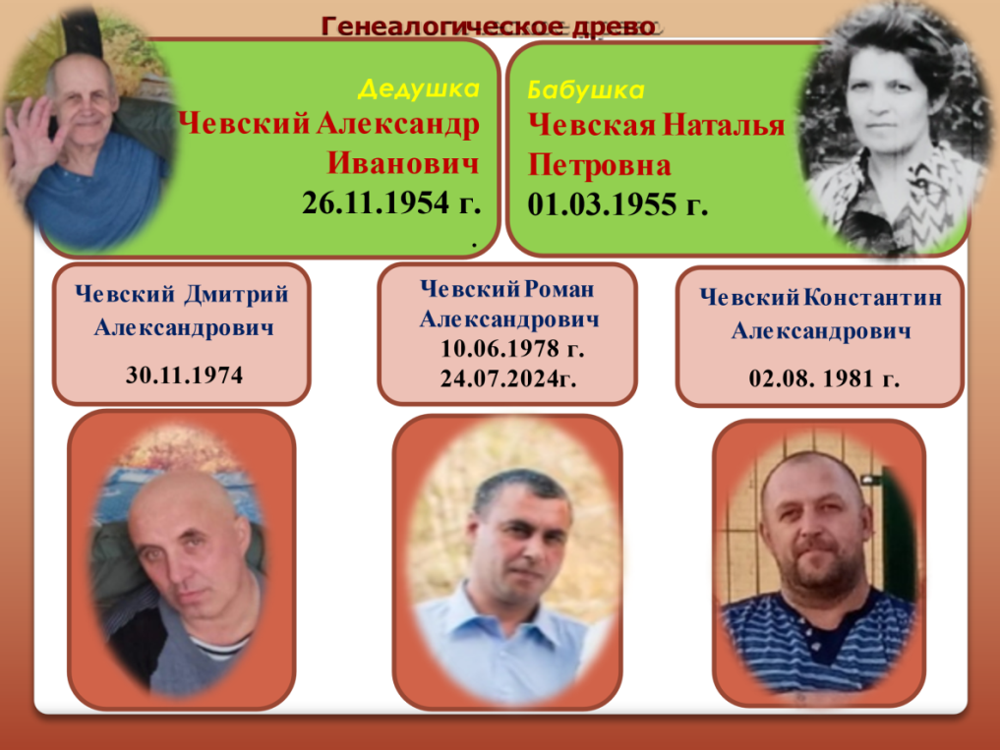 Генеалогическое древо
Дедушка
Чевский Александр
Иванович
26.11.1954 г.
.
Бабушка
Чевская Наталья
Петровна
01.03.1955 г.
Чевский Дмитрий
Александрович
30.11.1974
Чевский Роман
Александрович
10.06.1978 г.
24.07.2024г.
Чевский Константин
Александрович
02.08. 1981 г.